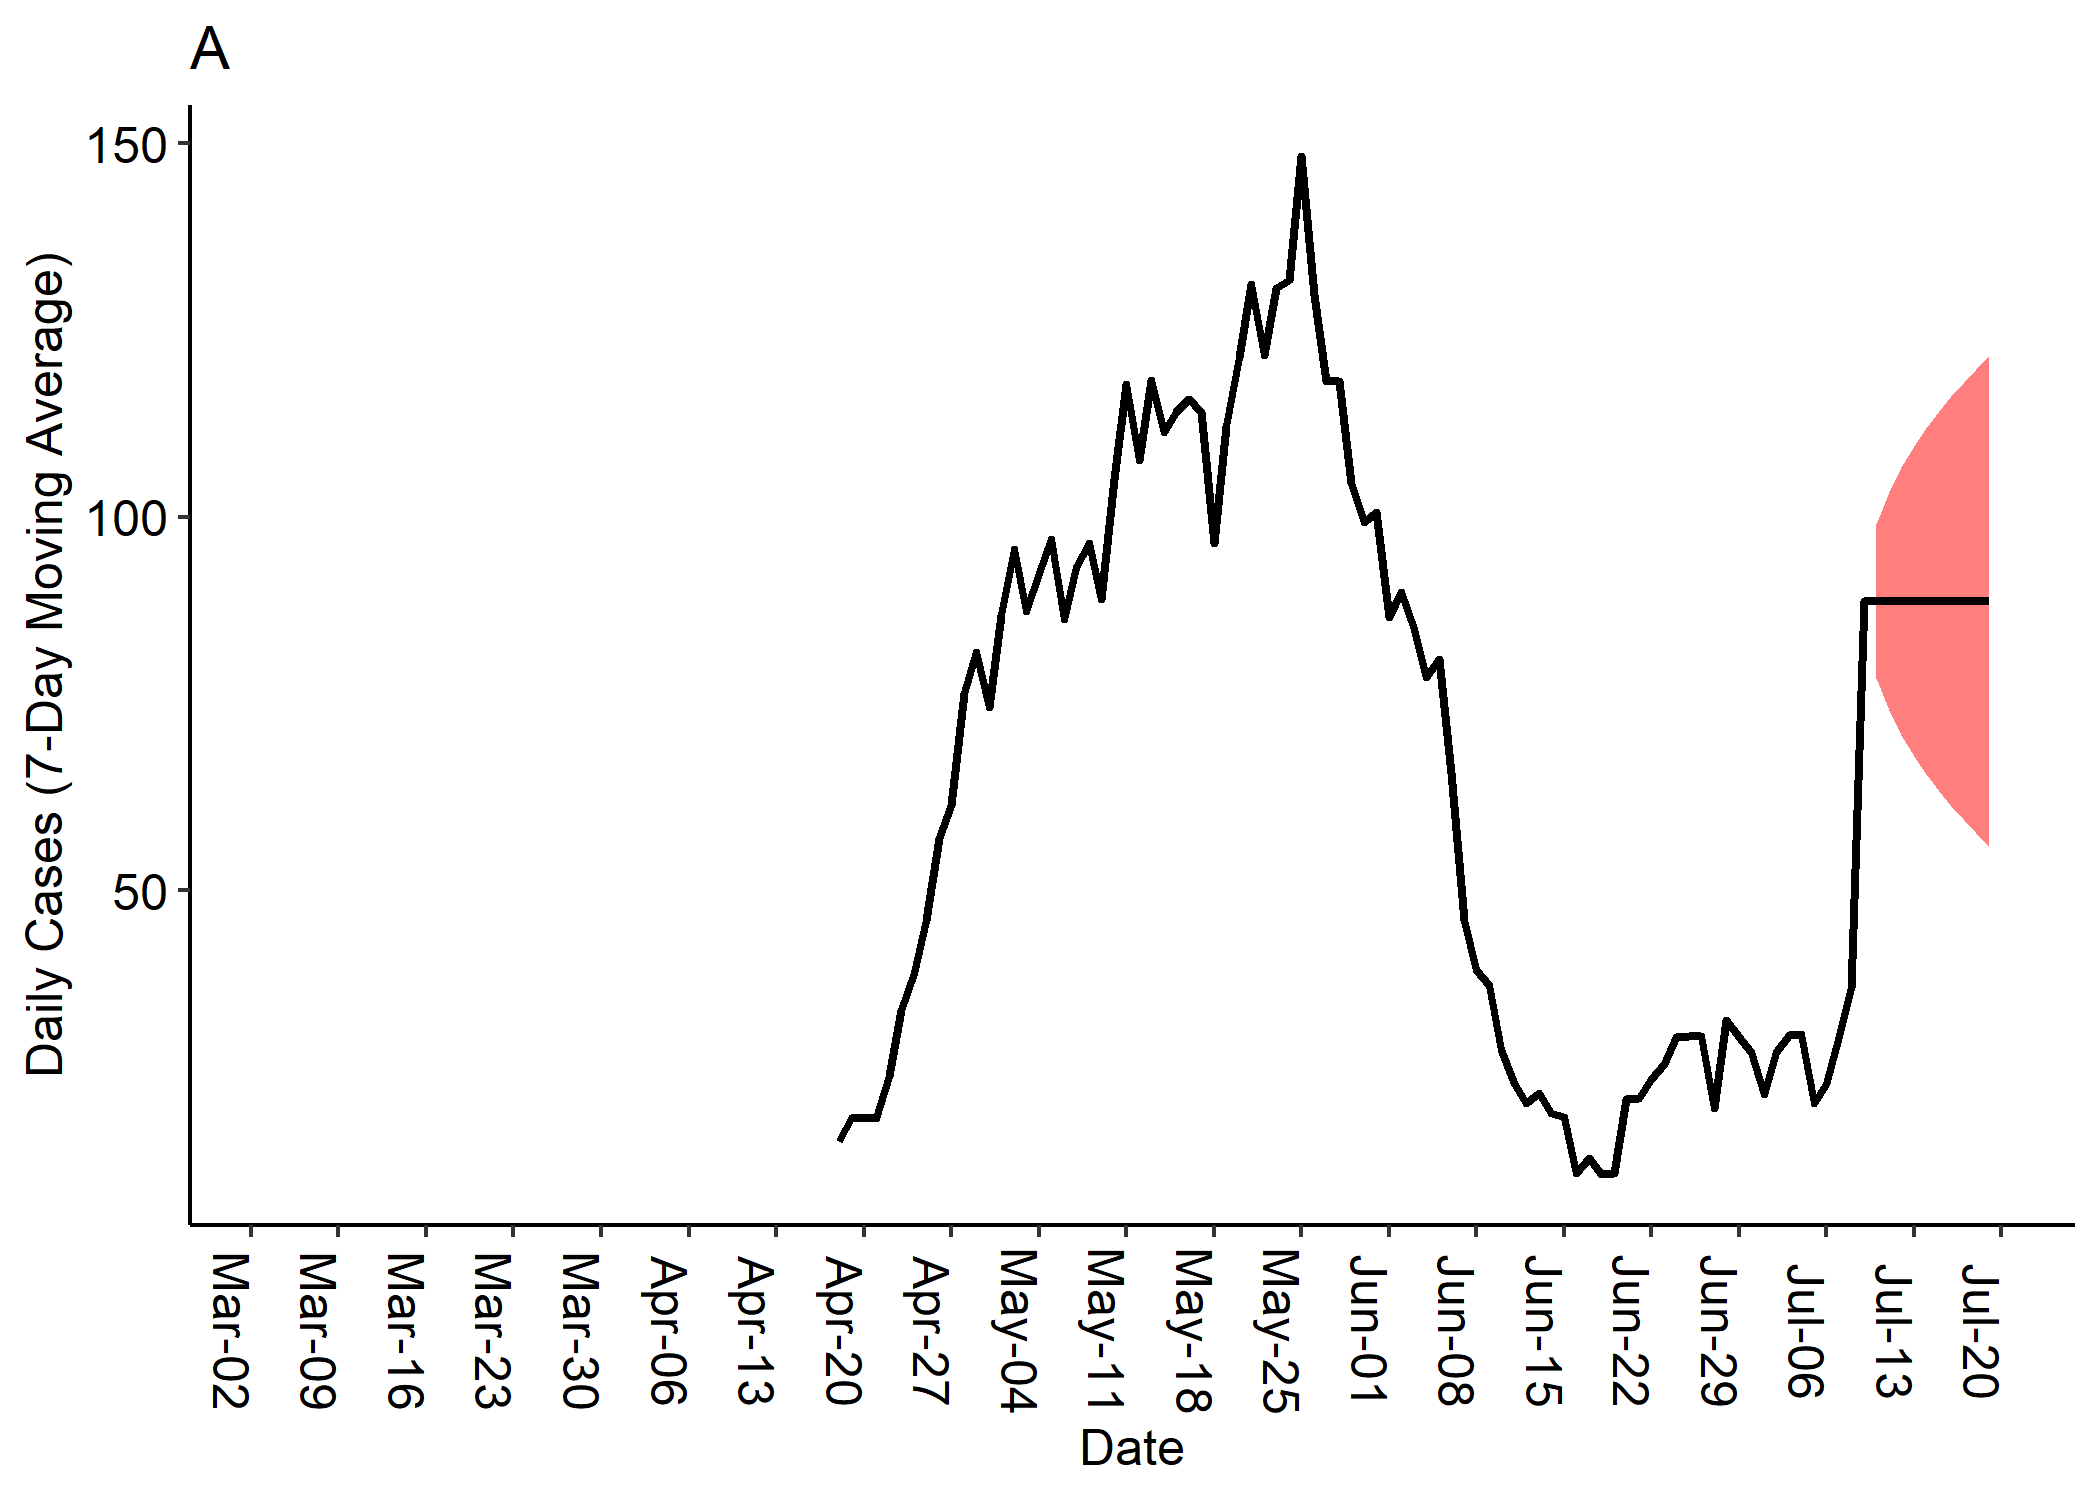 A
Daily Cases (7-Day Moving Average)
150
100
50
Mar-02
Mar-09
Mar-16
Mar-23
Mar-30
Apr-06
Apr-13
Apr-20
Apr-27
May-04
May-11
May-18
May-25
Jun-01
Jun-08
Jun-15
Jun-22
Jun-29
Jul-06
Jul-13
Jul-20
Date